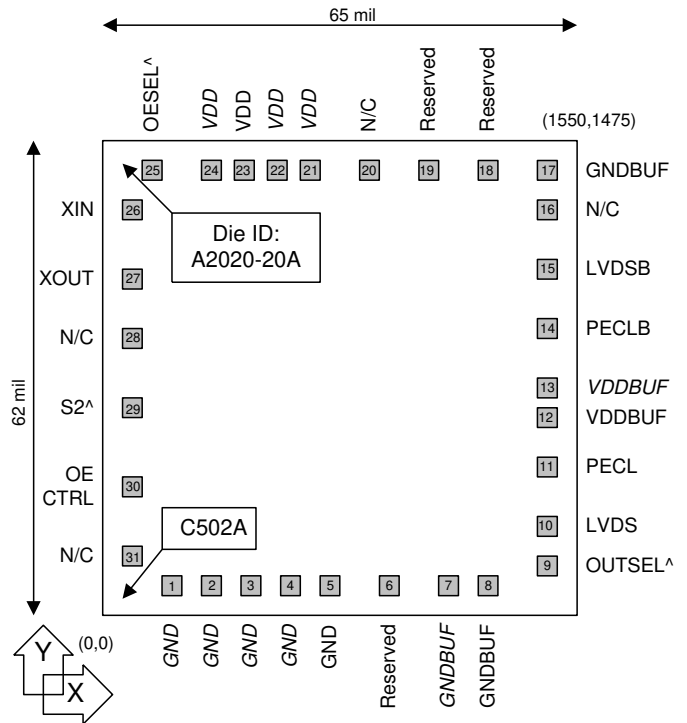 65 mil
OESEL^
VDD
VDD
VDD
VDD
N/C
Reserved
Reserved
(1550,1475)
25
24
23
22
21
20
19
18
17
GNDBUF
XIN
26
Die ID:
A2020-20A
16
N/C
XOUT
27
15
LVDSB
N/C
28
14
PECLB
62 mil
S2^
29
13
VDDBUF
12
VDDBUF
OE
CTRL
30
11
PECL
C502A
10
LVDS
N/C
31
9
OUTSEL^
1
2
3
4
5
6
7
8
GND
GND
GND
GND
GND
Reserved
GNDBUF
GNDBUF
Y
(0,0)
X